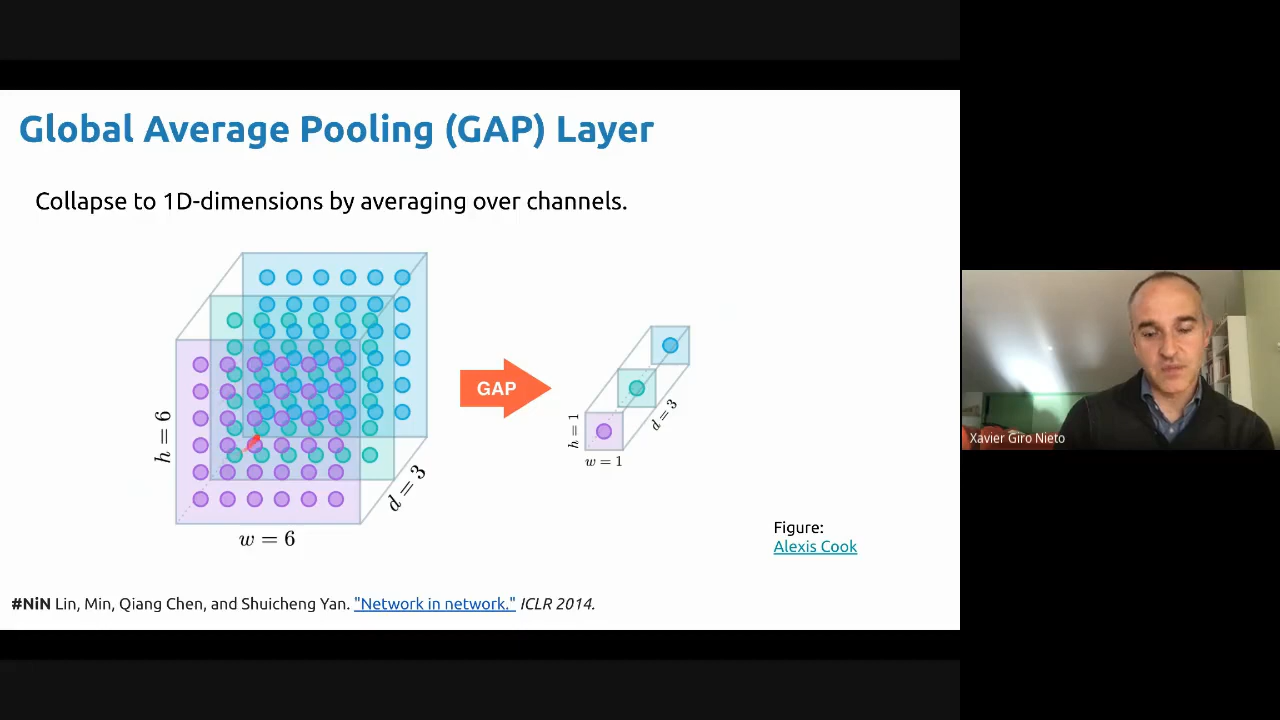 Global Average Pooling (GAP) Layer
Collapse to 1D-dimensions by averaging over channels.
h = 6
w = 6
d = 3
GAP
h = 1
w = 1
d = 3
Figure:
Alexis Cook
#NiN Lin, Min, Qiang Chen, and Shuicheng Yan. "Network in network." ICLR 2014.
Xavier Giro Nieto